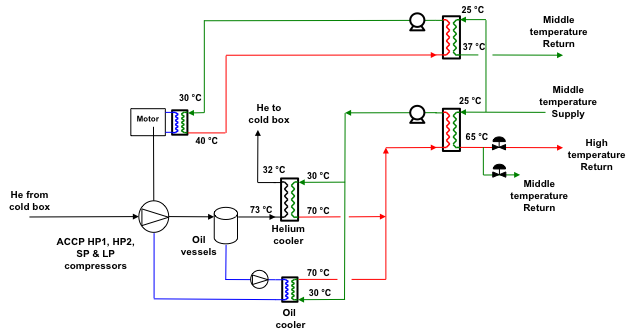 25 °C
Middle
temperature
Return
37 °C
30 °C
Motor
40 °C
He to
cold box
25 °C
Middle
temperature
Supply
65 °C
High
temperature
Return
32 °C
30 °C
Middle
temperature
Return
He from
cold box
73 °C
70 °C
ACCP HP1, HP2,
SP & LP
compressors
Oil
vessels
Helium
cooler
70 °C
30 °C
Oil
cooler